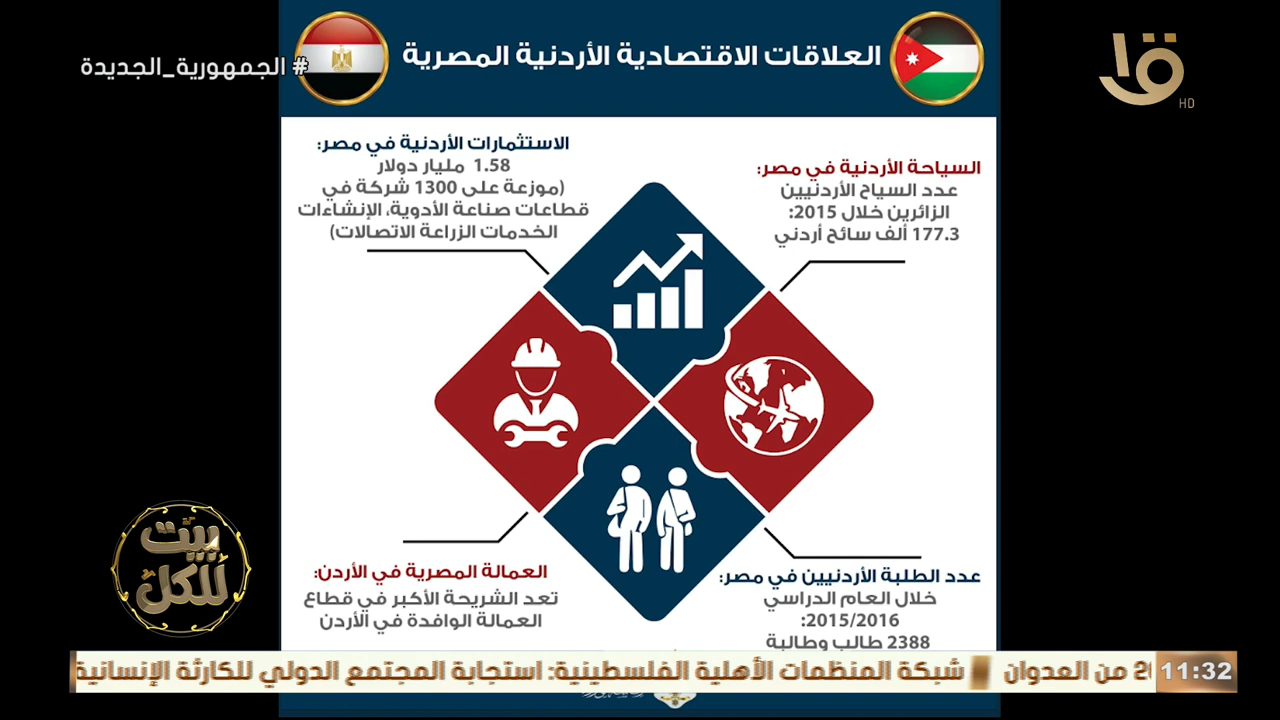 العلاقات الاقتصادية الأردنية المصرية
# الجمهورية_الجديدة
HD
السياحة الأردنية في مصر:
عدد السياح الأردنيين
الزائرين خلال 2015:
177.3 ألف سائح أردني
الاستثمارات الأردنية في مصر:
1.58 مليار دولار
(موزعة على 1300 شركة في
قطاعات صناعة الأدوية، الإنشاءات
الخدمات الزراعة الاتصالات)
عدد الطلبة الأردنيين في مصر:
خلال العام الدراسي
2015/2016:
2388 طالب وطالبة
العمالة المصرية في الأردن:
تعد الشريحة الأكبر في قطاع
العمالة الوافدة في الأردن
بيت
للكل
11:32
من العدوان
شبكة المنظمات الأهلية الفلسطينية: استجابة المجتمع الدولي للكارثة الإنسانية